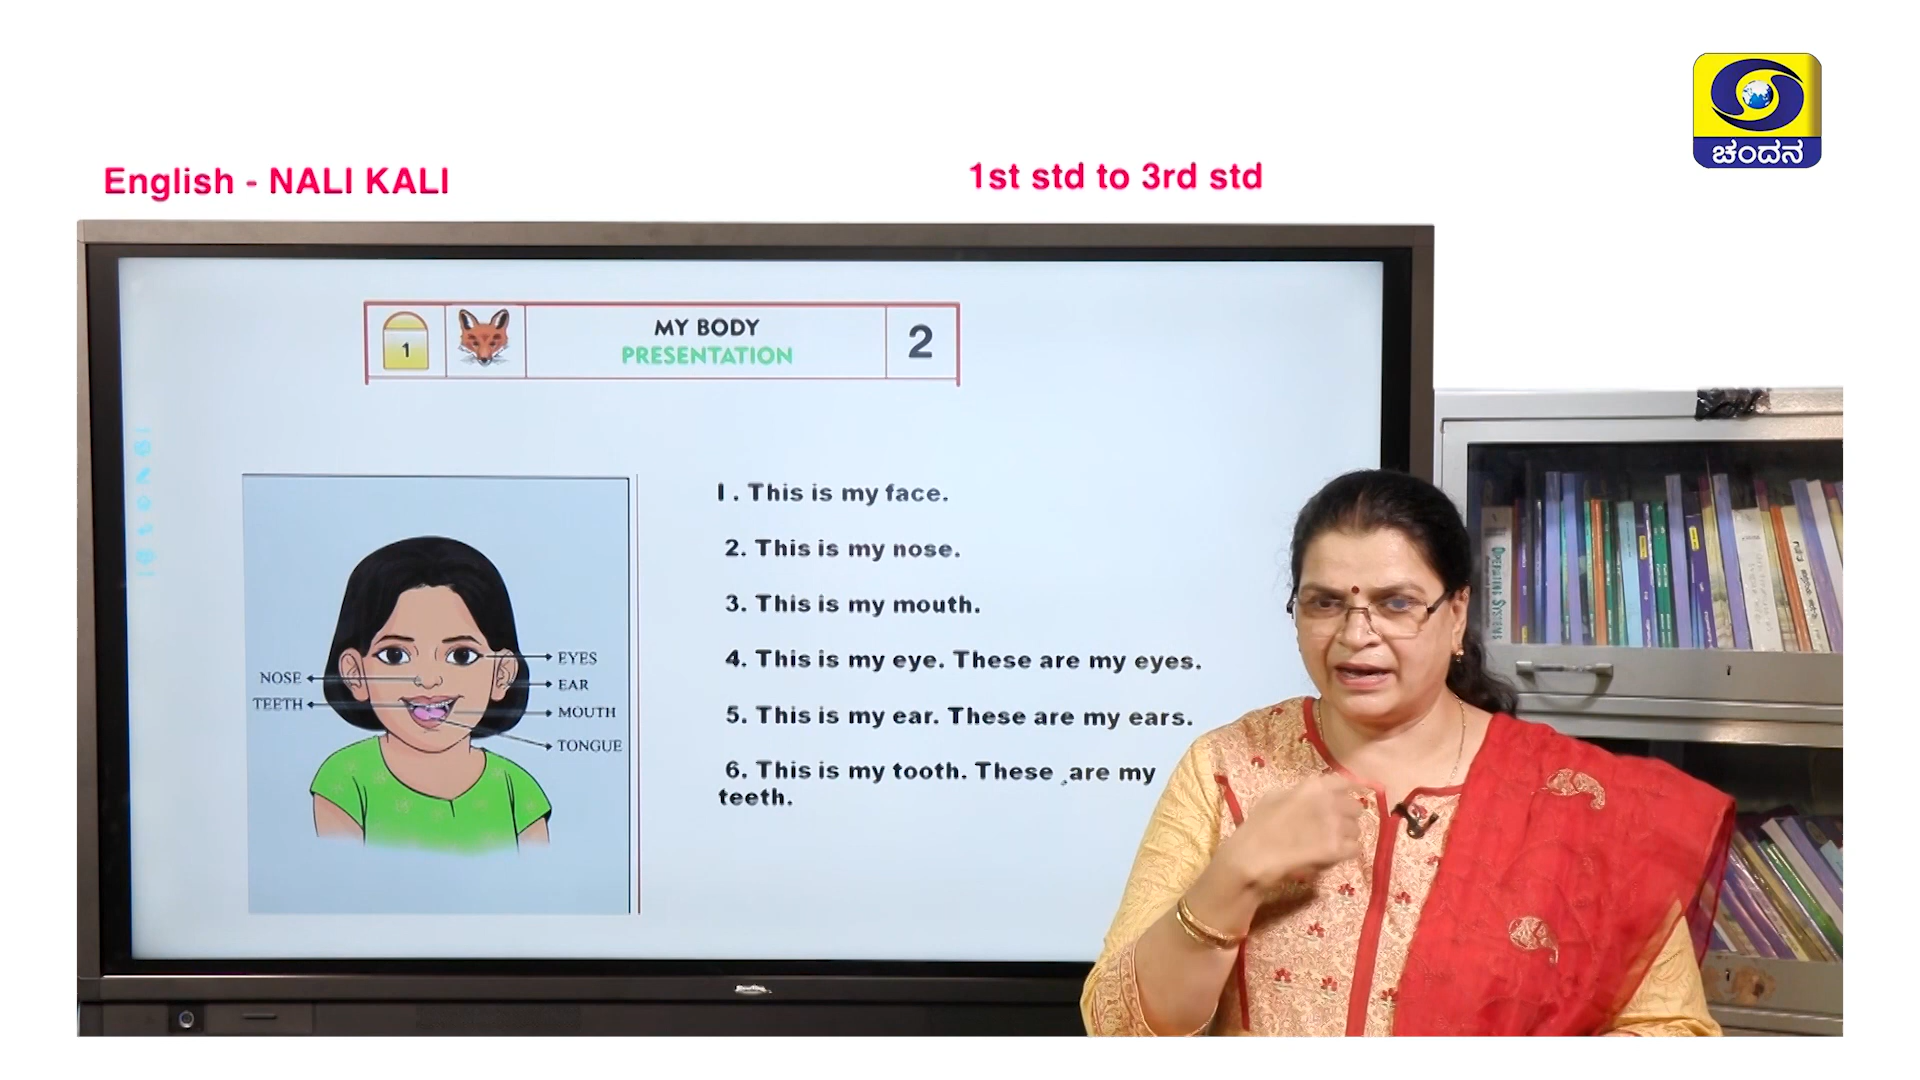 ಚಂದನ
English - NALI KALI
1st std to 3rd std
1
MY BODY
PRESENTATION
2
1. This is my face.
2. This is my nose.
3. This is my mouth.
4. This is my eye. These are my eyes.
5. This is my ear. These are my ears.
6. This is my tooth. These are my
teeth.
EYES
NOSE
EAR
TEETH
MOUTH
TONGUE
OPERATING SYSTEMS